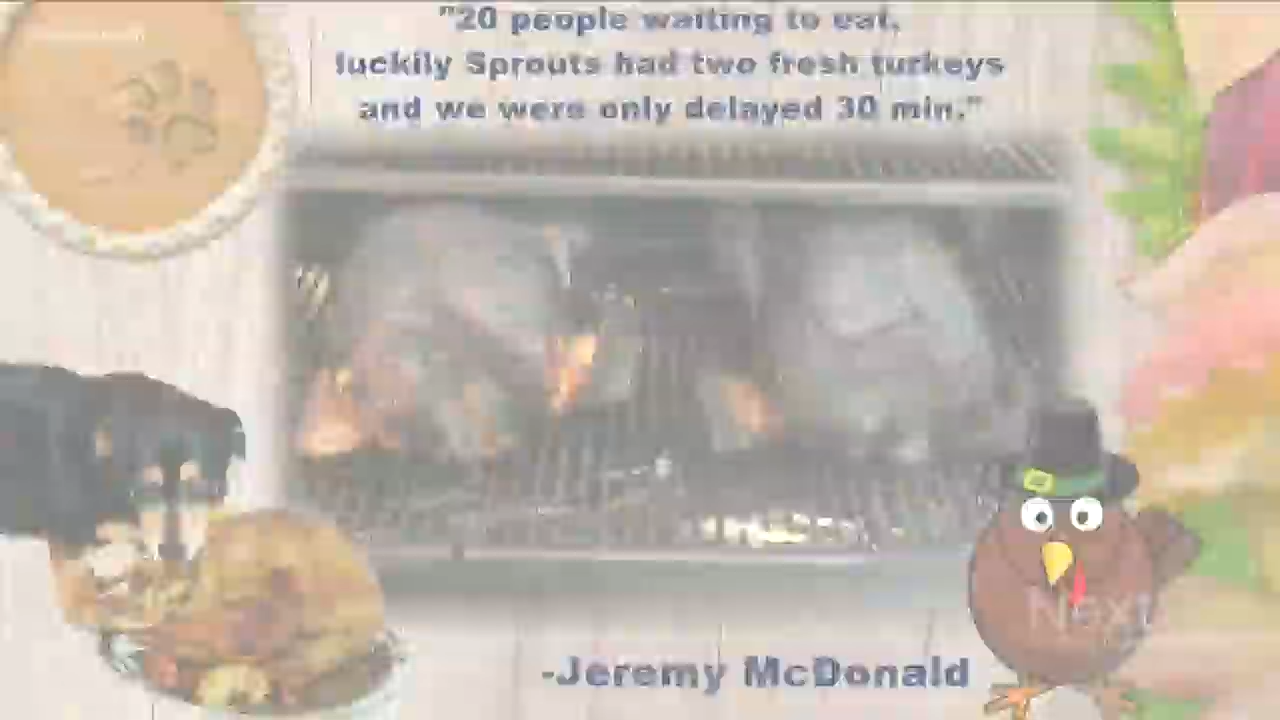 "20 people waiting to eat,
luckily Sprouts had two fresh turkeys
and we were only delayed 30 min."
-Jeremy McDonald
Next